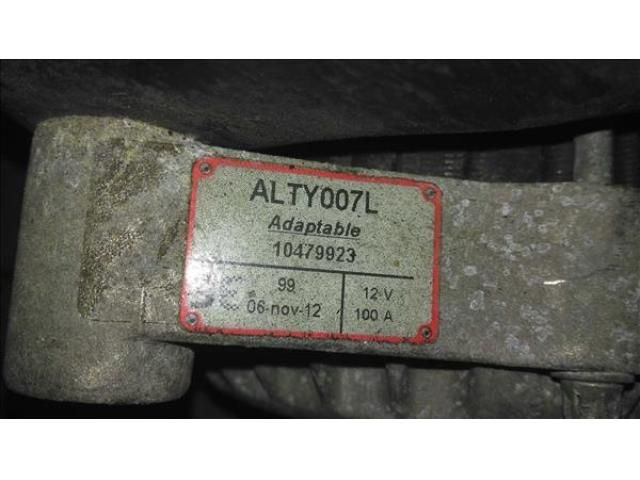 ALTY007L
Adaptable
10479923
99
06-nov-12
12 V
100 A